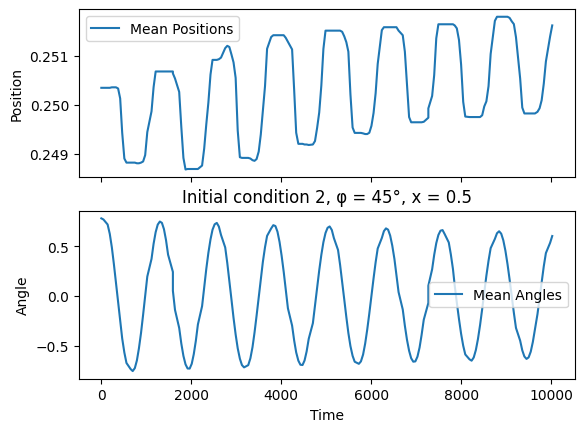 Mean Positions
Position
0.251
0.250
0.249
Initial condition 2, φ = 45°, x = 0.5
Mean Angles
Angle
0.5
0.0
−0.5
0 2000 4000 6000 8000 10000
Time